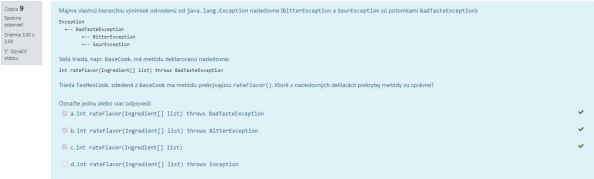 Otázka 9
Správna
odpoveď
Známka 3,00 z
3,00
Označiť
otázku
Majme vlastnú hierarchiu výnimiek odvodenú od java.lang.Exception nasledovne (BitterException a SourException sú potomkami BadTasteException):
Exception
+-- BadTasteException
+-- BitterException
+-- SourException
Vaša trieda, napr. BaseCook, má metódu deklarovanú nasledovne:
int rateFlavor(Ingredient[] list) throws BadTasteException
Trieda TexMexCook, zdedená z BaseCook má metódu prekrývajúcu rateFlavor(). Ktoré z nasledovných deklarácií prekrytej metódy sú správne?
Označte jednu alebo viac odpovedí:
a. int rateFlavor(Ingredient[] list) throws BadTasteException
b. int rateFlavor(Ingredient[] list) throws BitterException
c. int rateFlavor(Ingredient[] list)
d. int rateFlavor(Ingredient[] list) throws Exception